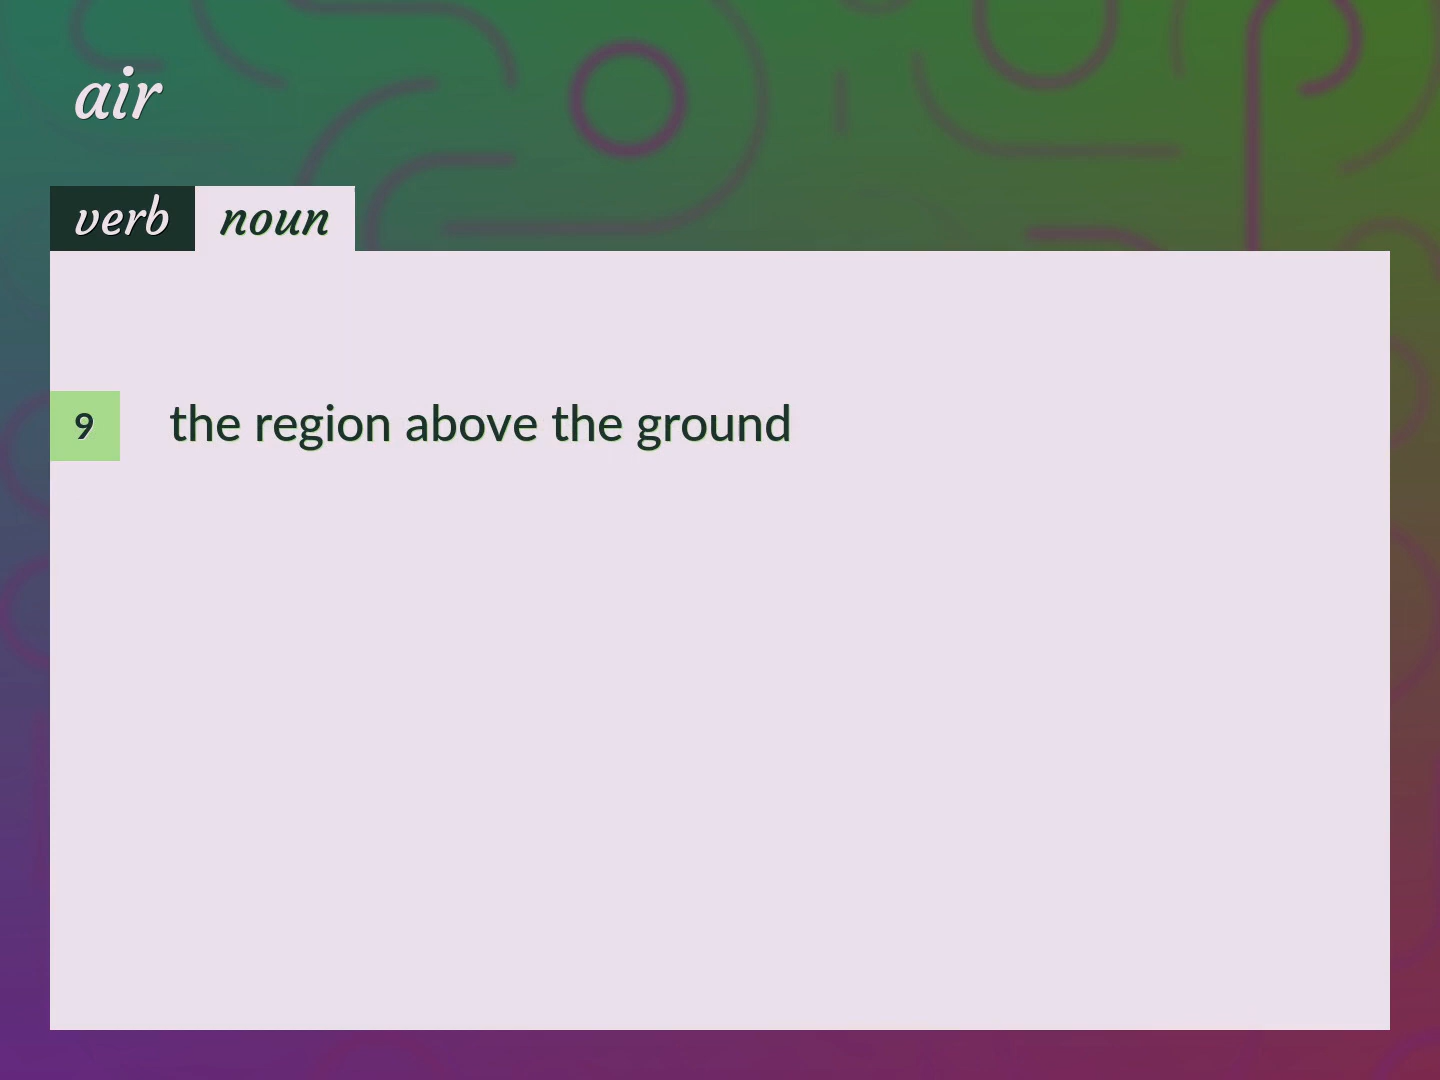 air
verb noun
9 the region above the ground